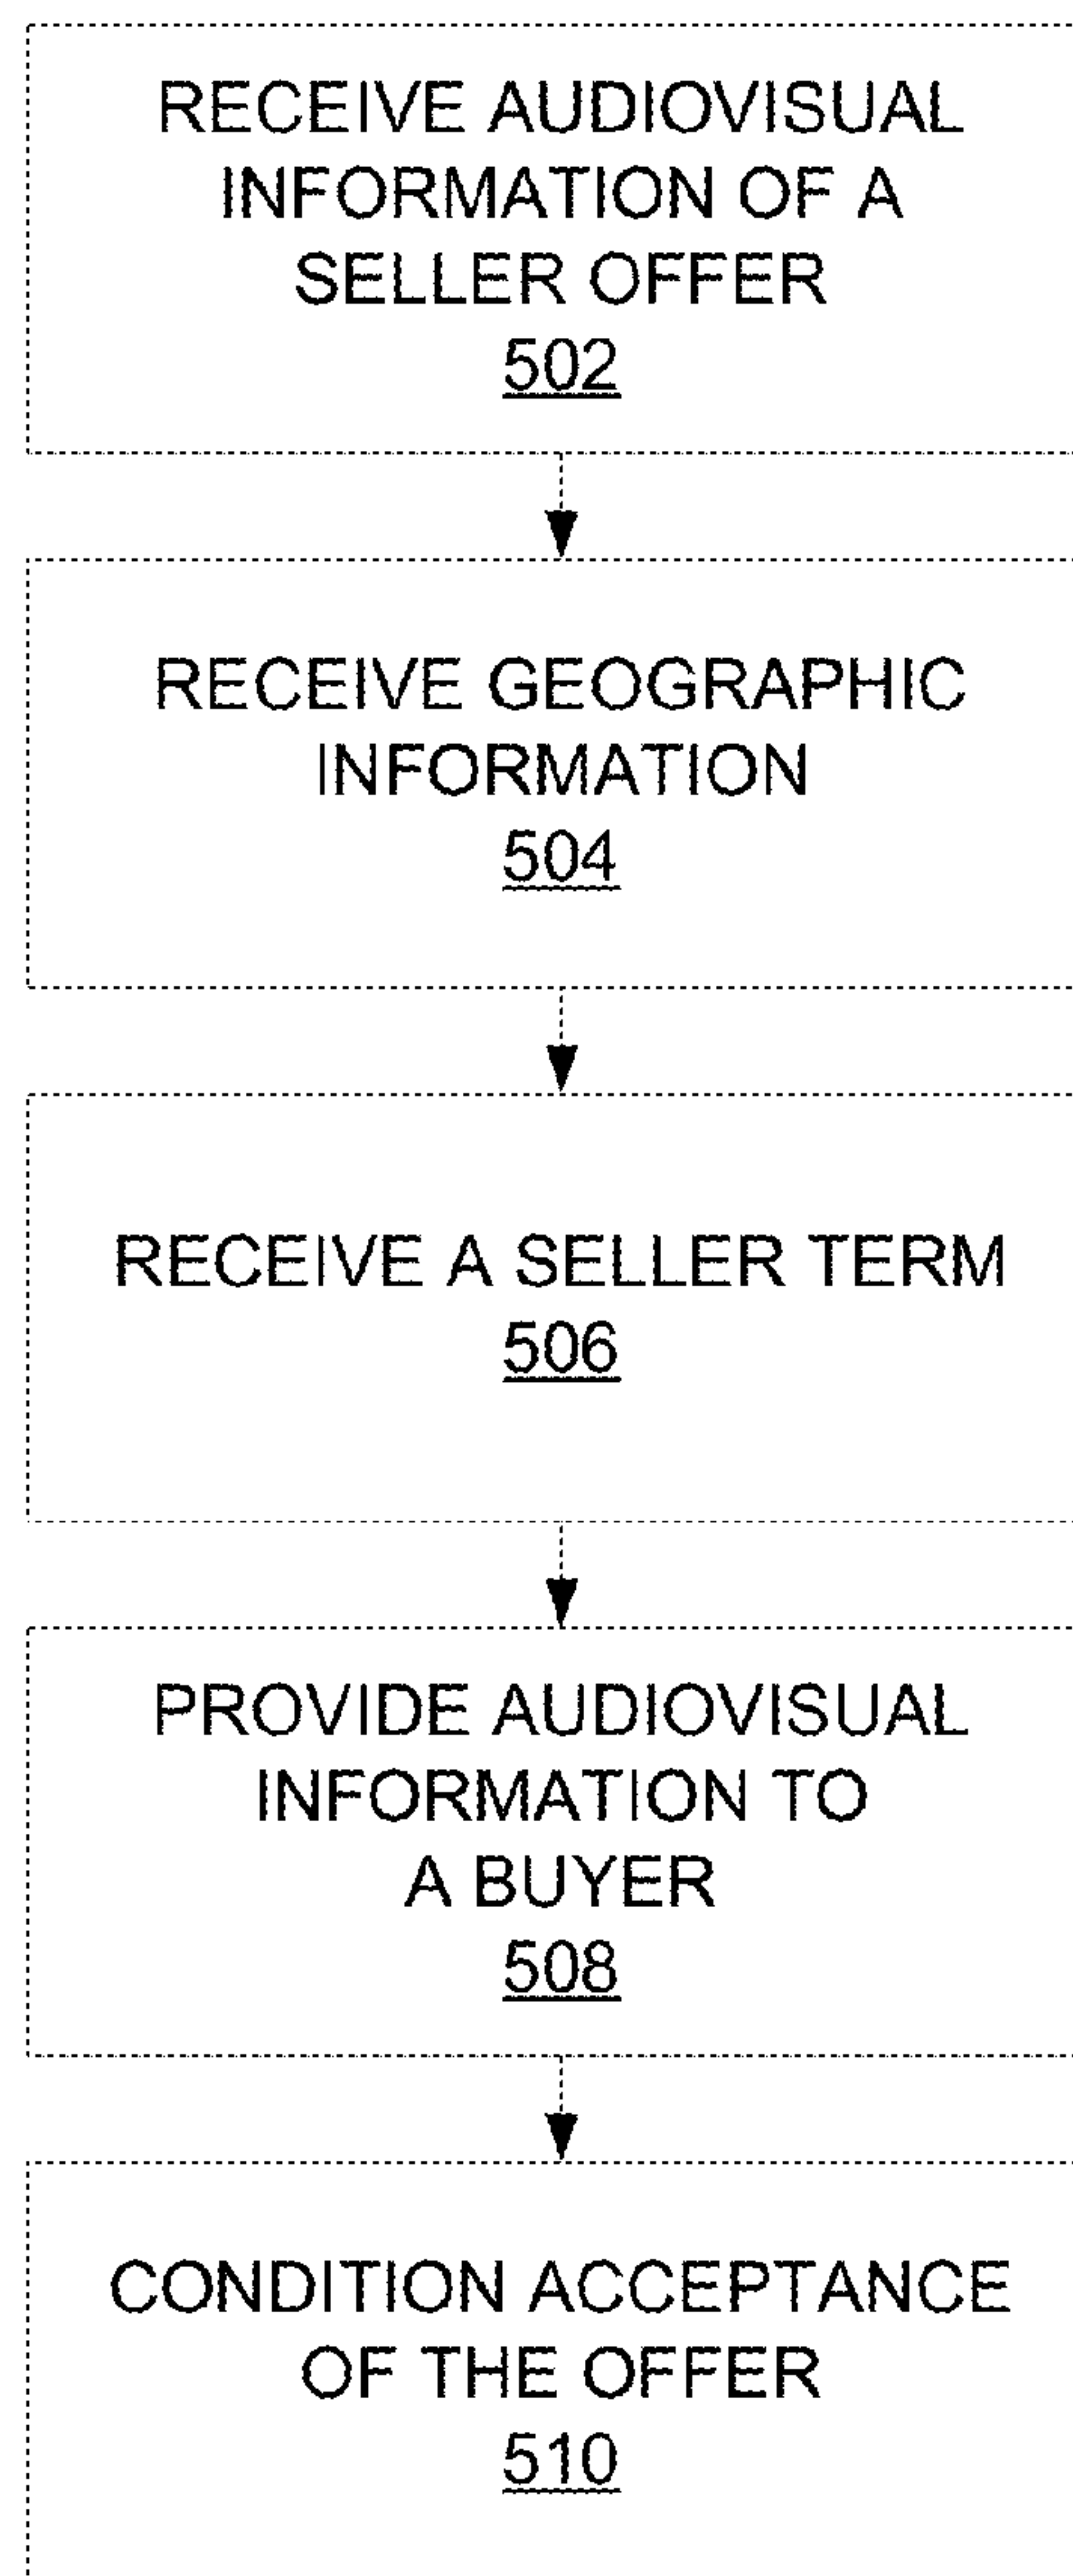 RECEIVE AUDIOVISUAL
INFORMATION OF A
SELLER OFFER
502
RECEIVE GEOGRAPHIC
INFORMATION
504
RECEIVE A SELLER TERM
506
PROVIDE AUDIOVISUAL
INFORMATION TO
A BUYER
508
CONDITION ACCEPTANCE
OF THE OFFER
510